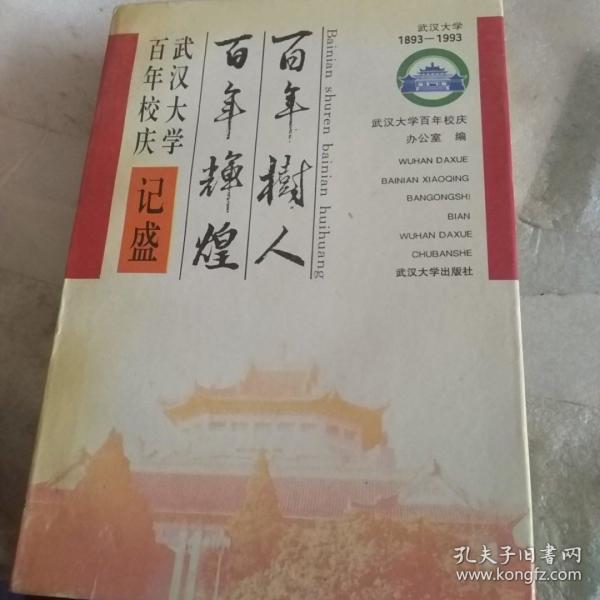 武汉大学
1893—1993
武汉大学百年校庆
办公室 编
WUHAN DAXUE
BAINIAN XIAOQING
BANGONGSHI
BIAN
WUHAN DAXUE
CHUBANSHE
武汉大学出版社
Bainian shuren bainian huihuang
百年樹人
百年輝煌
武汉大学
百年校庆
记盛
孔夫子旧书网
www.kongfz.com